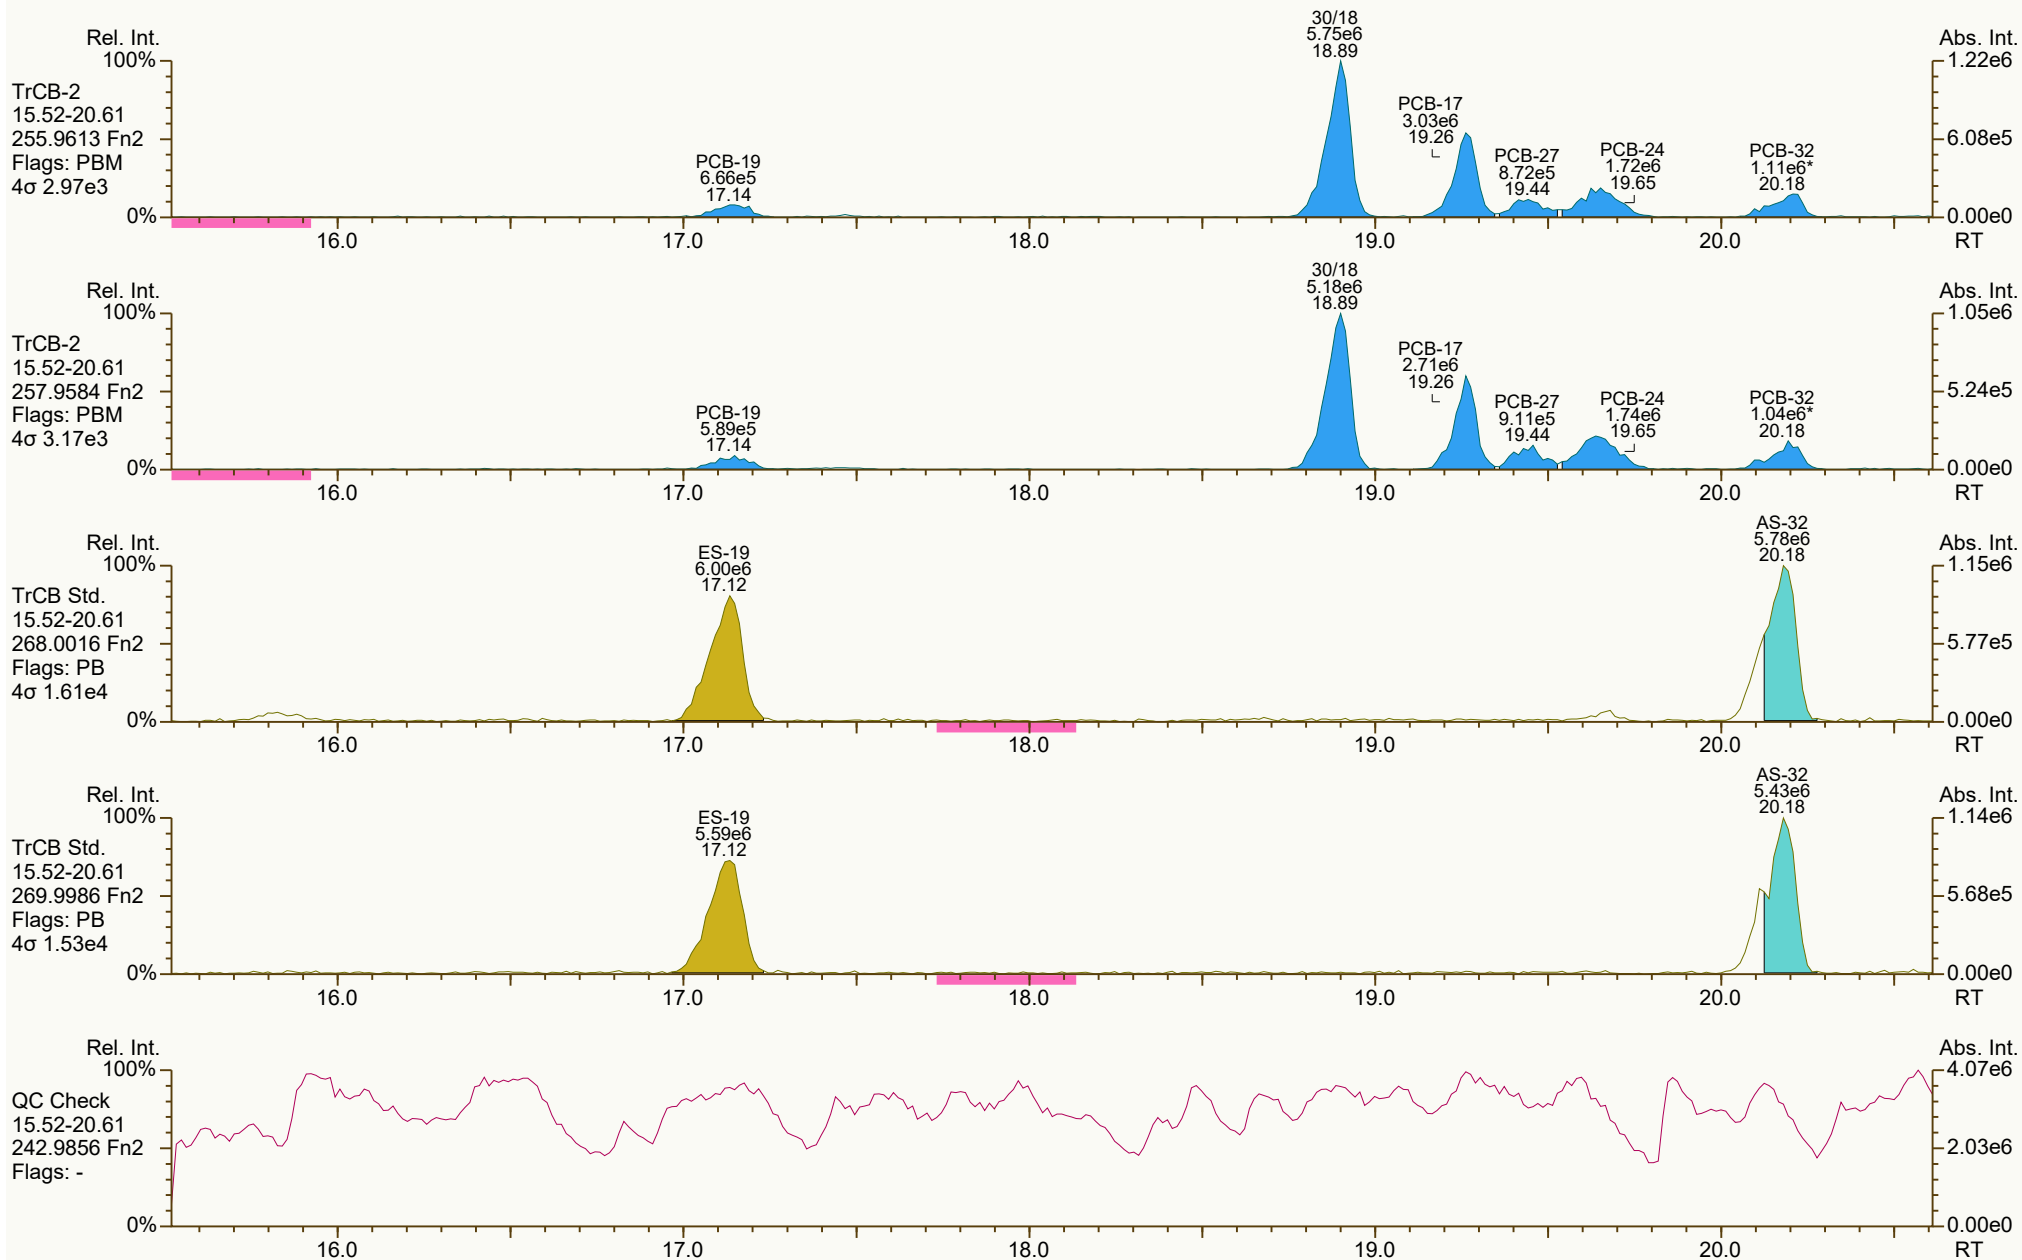 Rel. Int.
100%
TrCB-2
15.52-20.61
255.9613 Fn2
Flags: PBM
4σ 2.97e3
0%
PCB-19
6.66e5
17.14
30/18
5.75e6
18.89
PCB-17
3.03e6
19.26
PCB-27
8.72e5
19.44
PCB-24
1.72e6
19.65
PCB-32
1.11e6*
20.18
Abs. Int.
1.22e6
6.08e5
0.00e0
16.0 17.0 18.0 19.0 20.0 RT
Rel. Int.
100%
TrCB-2
15.52-20.61
257.9584 Fn2
Flags: PBM
4σ 3.17e3
0%
PCB-19
5.89e5
17.14
30/18
5.18e6
18.89
PCB-17
2.71e6
19.26
PCB-27
9.11e5
19.44
PCB-24
1.74e6
19.65
PCB-32
1.04e6*
20.18
Abs. Int.
1.05e6
5.24e5
0.00e0
16.0 17.0 18.0 19.0 20.0 RT
Rel. Int.
100%
TrCB Std.
15.52-20.61
268.0016 Fn2
Flags: PB
4σ 1.61e4
0%
ES-19
6.00e6
17.12
AS-32
5.78e6
20.18
Abs. Int.
1.15e6
5.77e5
0.00e0
16.0 17.0 18.0 19.0 20.0 RT
Rel. Int.
100%
TrCB Std.
15.52-20.61
269.9986 Fn2
Flags: PB
4σ 1.53e4
0%
ES-19
5.59e6
17.12
AS-32
5.43e6
20.18
Abs. Int.
1.14e6
5.68e5
0.00e0
16.0 17.0 18.0 19.0 20.0 RT
Rel. Int.
100%
QC Check
15.52-20.61
242.9856 Fn2
Flags: -
0%
Abs. Int.
4.07e6
2.03e6
0.00e0
16.0 17.0 18.0 19.0 20.0 RT